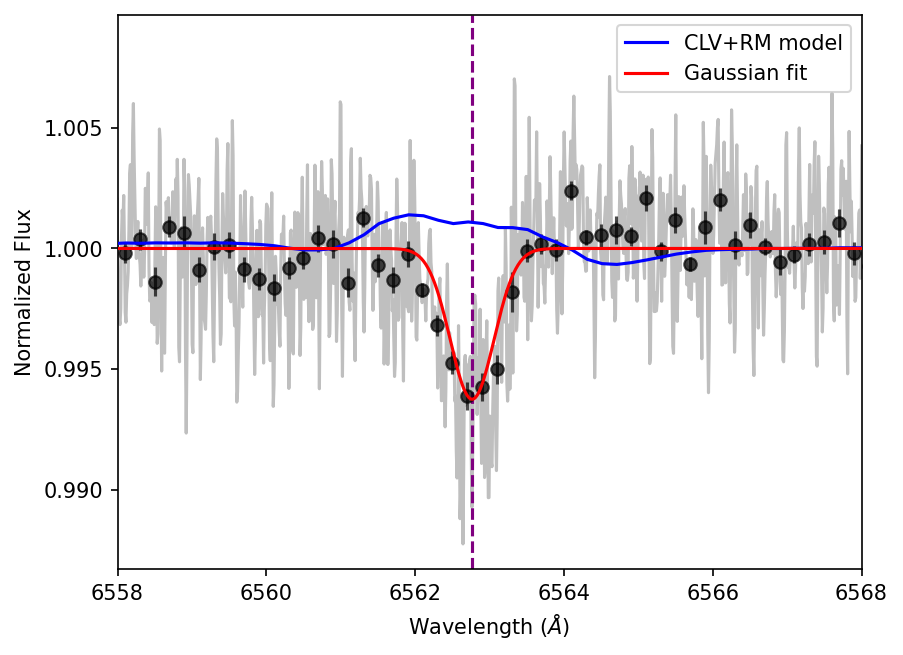 CLV+RM model
Gaussian fit
Normalized Flux
1.005
1.000
0.995
0.990
6558
6560
6562
6564
6566
6568
Wavelength (Å)